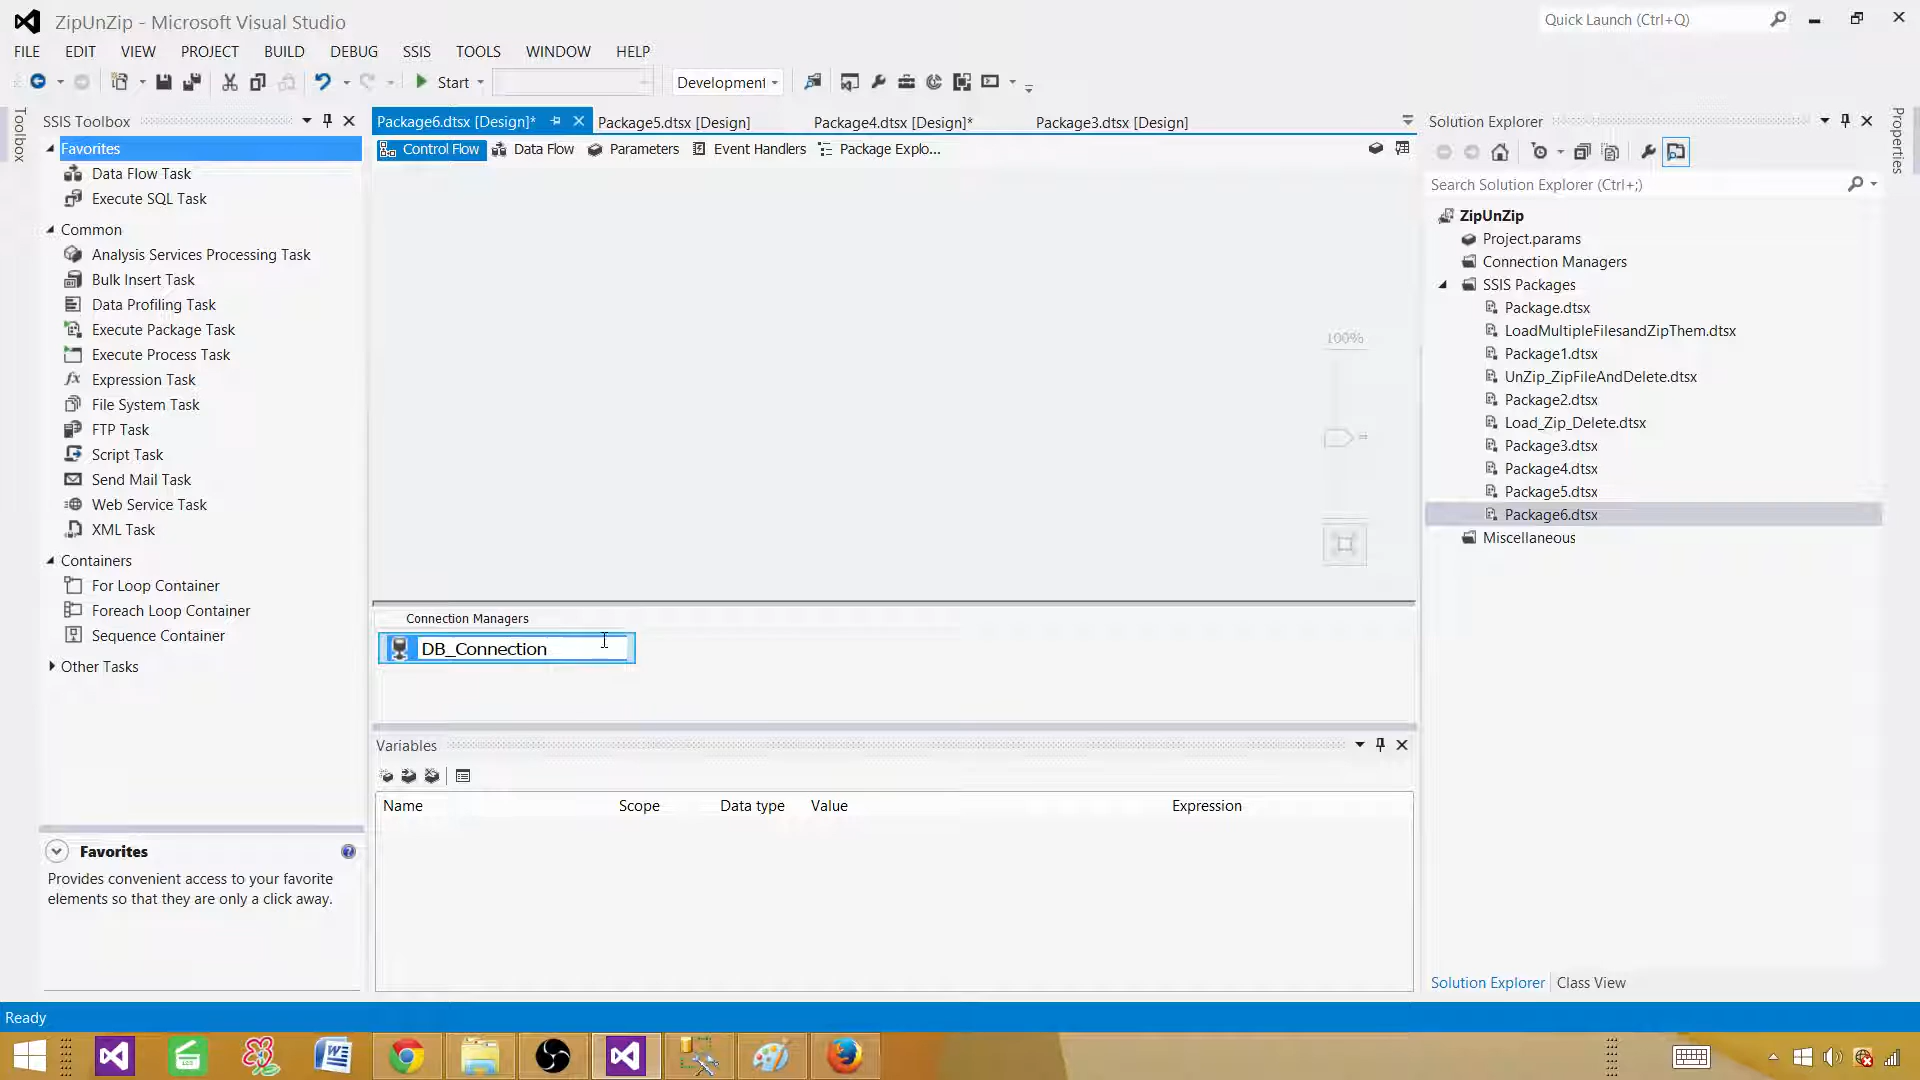 ZipUnZip - Microsoft Visual Studio
Quick Launch (Ctrl+Q)
FILE EDIT VIEW PROJECT BUILD DEBUG SSIS TOOLS WINDOW HELP
Start Development
Toolbox
SSIS Toolbox
Favorites
Data Flow Task
Execute SQL Task
Common
Analysis Services Processing Task
Bulk Insert Task
Data Profiling Task
Execute Package Task
Execute Process Task
Expression Task
File System Task
FTP Task
Script Task
Send Mail Task
Web Service Task
XML Task
Containers
For Loop Container
Foreach Loop Container
Sequence Container
Other Tasks
Favorites
Provides convenient access to your favorite
elements so that they are only a click away.
Package6.dtsx [Design]* Package5.dtsx [Design] Package4.dtsx [Design]* Package3.dtsx [Design]
Control Flow Data Flow Parameters Event Handlers Package Explo...
100%
Connection Managers
DB_Connection
Variables
Name Scope Data type Value Expression
Solution Explorer
Search Solution Explorer (Ctrl+;)
ZipUnZip
Project.params
Connection Managers
SSIS Packages
Package.dtsx
LoadMultipleFilesandZipThem.dtsx
Package1.dtsx
UnZip_ZipFileAndDelete.dtsx
Package2.dtsx
Load_Zip_Delete.dtsx
Package3.dtsx
Package4.dtsx
Package5.dtsx
Package6.dtsx
Miscellaneous
Solution Explorer Class View
Properties
Ready